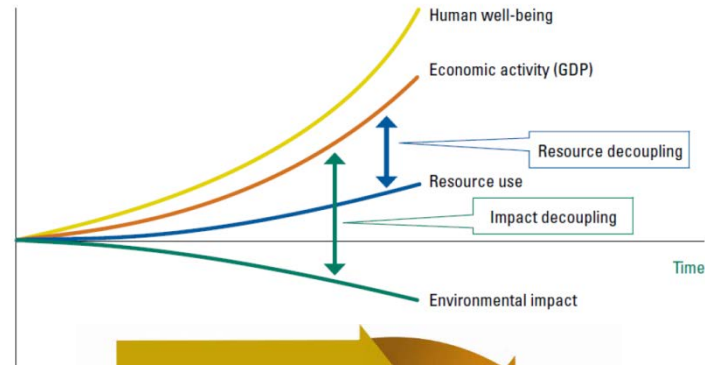 Human well-being
Economic activity (GDP)
Resource decoupling
Resource use
Impact decoupling
Time
Environmental impact